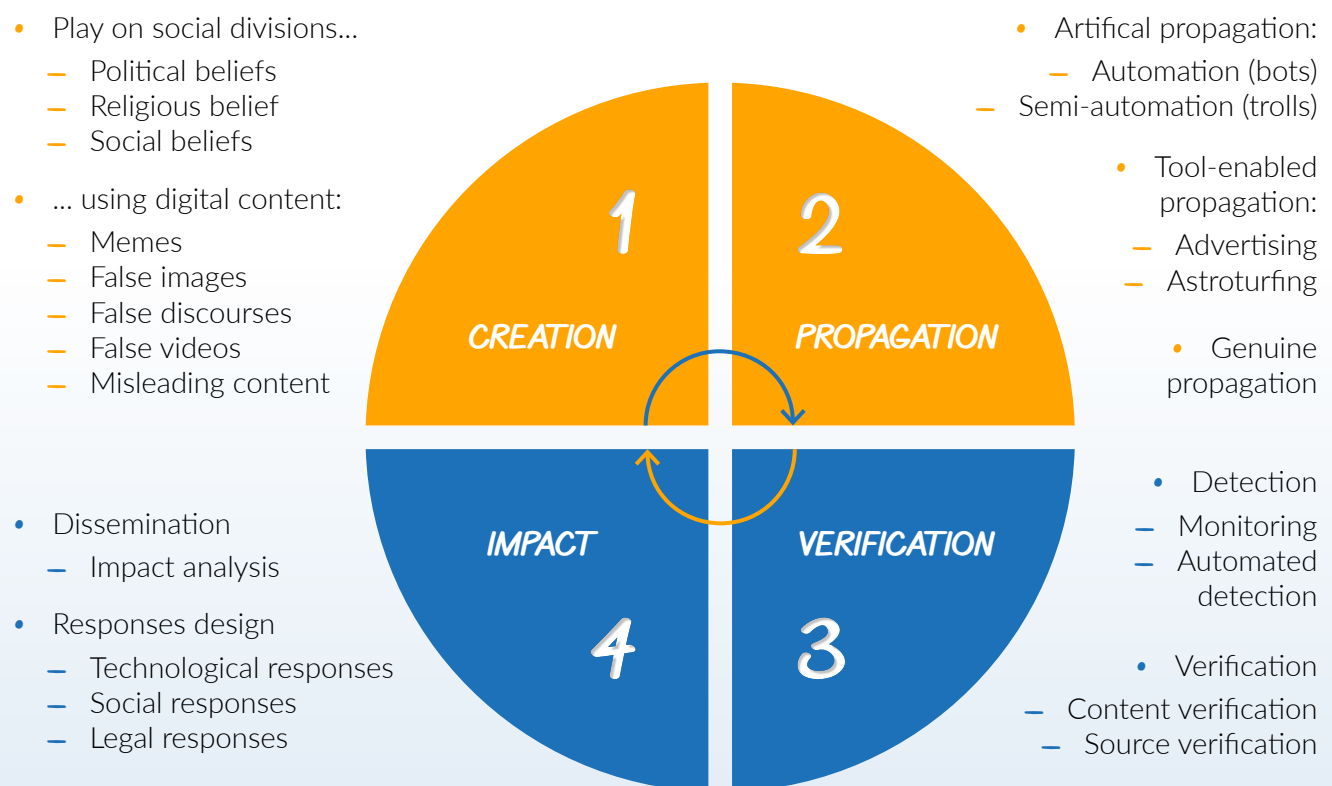 • Play on social divisions...
– Political beliefs
– Religious belief
– Social beliefs
• ... using digital content:
– Memes
– False images
– False discourses
– False videos
– Misleading content
1
CREATION
• Artifical propagation:
– Automation (bots)
– Semi-automation (trolls)
• Tool-enabled
propagation:
– Advertising
– Astroturfing
• Genuine
propagation
2
PROPAGATION
• Detection
– Monitoring
– Automated
detection
• Verification
– Content verification
– Source verification
VERIFICATION
3
• Dissemination
– Impact analysis
• Responses design
– Technological responses
– Social responses
– Legal responses
IMPACT
4